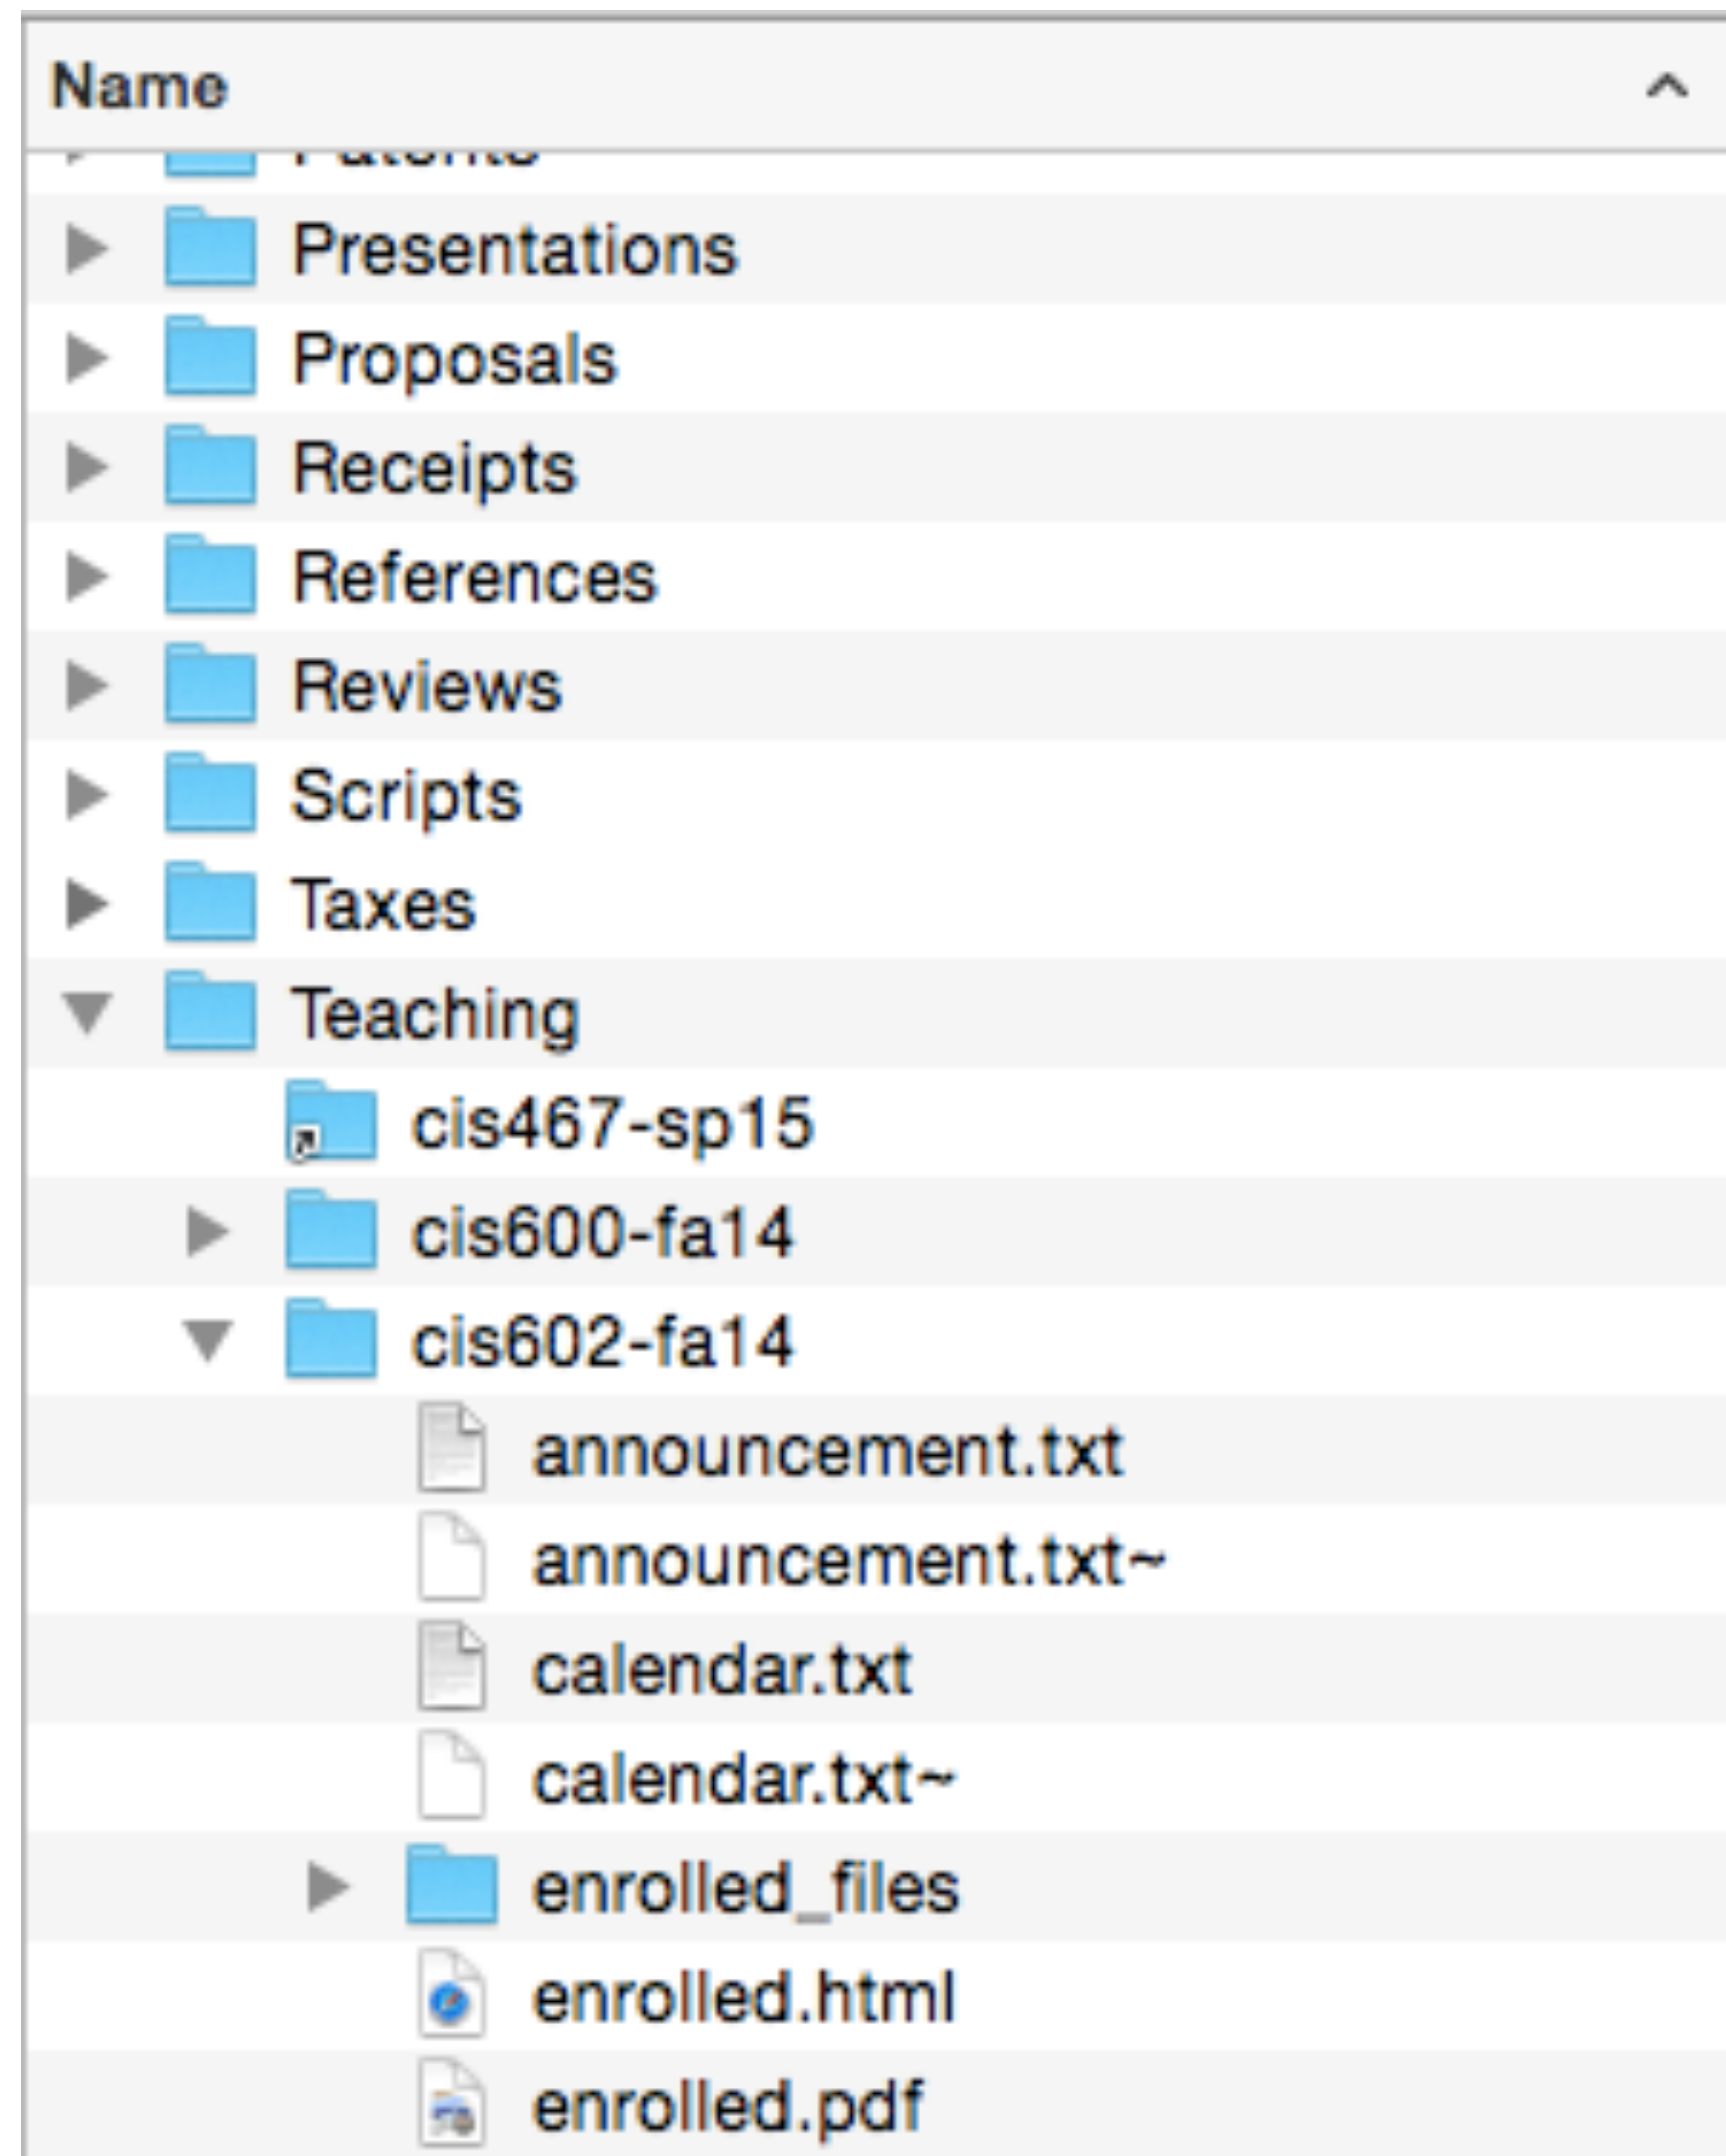 Name
Patents
Presentations
Proposals
Receipts
References
Reviews
Scripts
Taxes
Teaching
cis467-sp15
cis600-fa14
cis602-fa14
announcement.txt
announcement.txt~
calendar.txt
calendar.txt~
enrolled_files
enrolled.html
enrolled.pdf